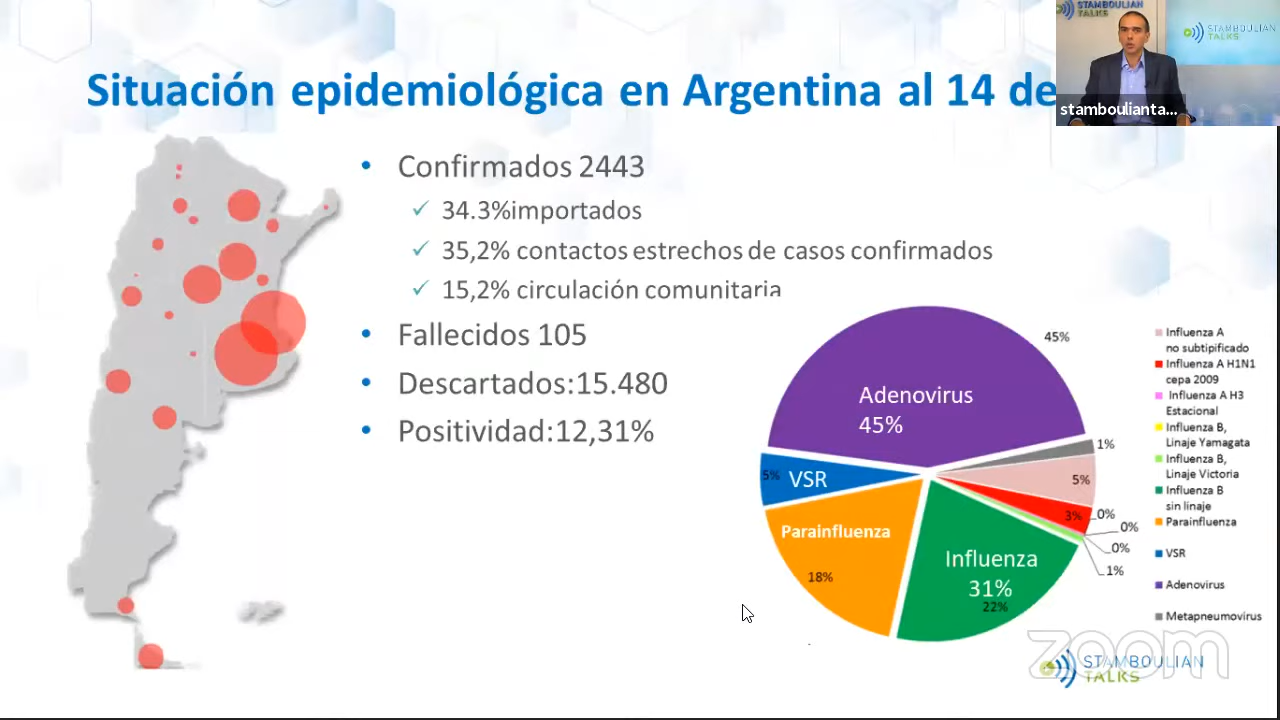 Situación epidemiológica en Argentina al 14 de
STAMBOULIAN
TALKS
STAMBOULIAN
TALKS
stamboulianta...
• Confirmados 2443
✓ 34.3%importados
✓ 35,2% contactos estrechos de casos confirmados
✓ 15,2% circulación comunitaria
• Fallecidos 105
• Descartados:15.480
• Positividad:12,31%
45%
Adenovirus
45%
1%
5%
VSR
5%
3%
0%
0%
0%
1%
Parainfluenza
18%
Influenza
31%
22%
Influenza A
no subtipificado
Influenza A H1N1
cepa 2009
Influenza A H3
Estacional
Influenza B,
Linaje Yamagata
Influenza B,
Linaje Victoria
Influenza B
sin linaje
Parainfluenza
VSR
Adenovirus
Metapneumovirus
zoom
STAMBOULIAN
TALKS